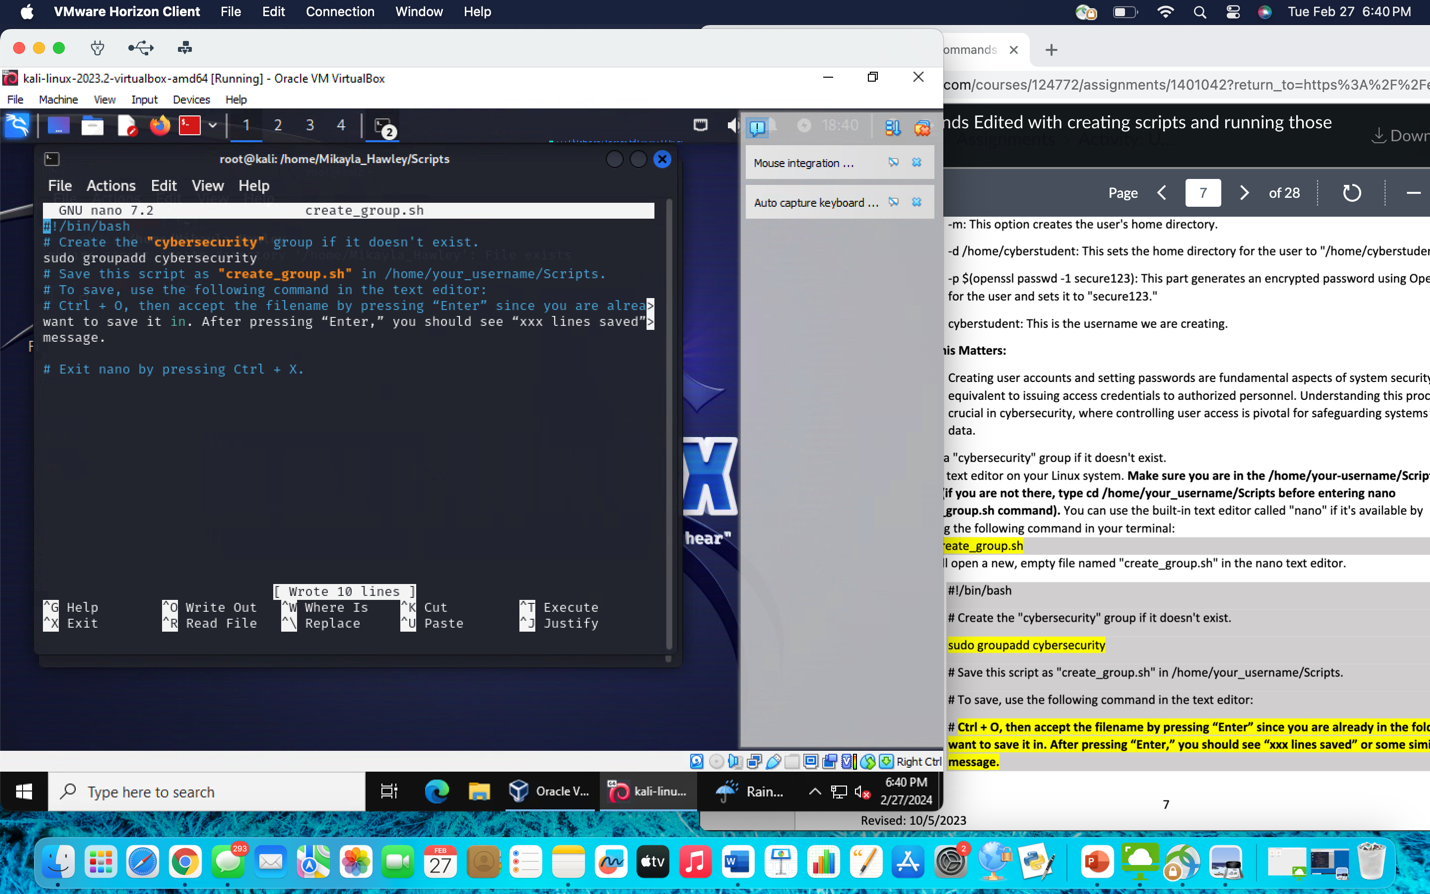 VMware Horizon Client File Edit Connection Window Help Tue Feb 27 6:40 PM
kali-linux-2023.2-virtualbox-amd64 [Running] - Oracle VM VirtualBox
File Machine View Input Devices Help
1 2 3 4 2 18:40
root@kali: /home/Mikayla_Hawley/Scripts
File Actions Edit View Help
GNU nano 7.2 create_group.sh
#!/bin/bash
# Create the "cybersecurity" group if it doesn't exist.
sudo groupadd cybersecurity
# Save this script as "create_group.sh" in /home/your_username/Scripts.
# To save, use the following command in the text editor:
# Ctrl + O, then accept the filename by pressing “Enter” since you are alrea>
want to save it in. After pressing “Enter,” you should see “xxx lines saved”>
message.
# Exit nano by pressing Ctrl + X.
[ Wrote 10 lines ]
^G Help ^O Write Out ^W Where Is ^K Cut ^T Execute
^X Exit ^R Read File ^\ Replace ^U Paste ^J Justify
Mouse integration ...
Auto capture keyboard ...
X
hear"
Right Ctrl
Type here to search
Oracle V...
kali-linu...
Rain...
6:40 PM
2/27/2024
ommands
com/courses/124772/assignments/1401042?return_to=https%3A%2F%2F
nds Edited with creating scripts and running those
Down
Page 7 of 28
-m: This option creates the user's home directory.
-d /home/cyberstudent: This sets the home directory for the user to "/home/cyberstuden
-p $(openssl passwd -1 secure123): This part generates an encrypted password using Ope
for the user and sets it to "secure123."
cyberstudent: This is the username we are creating.
his Matters:
Creating user accounts and setting passwords are fundamental aspects of system security
equivalent to issuing access credentials to authorized personnel. Understanding this proc
crucial in cybersecurity, where controlling user access is pivotal for safeguarding systems
data.
a "cybersecurity" group if it doesn't exist.
text editor on your Linux system. Make sure you are in the /home/your-username/Script
(if you are not there, type cd /home/your_username/Scripts before entering nano
_group.sh command). You can use the built-in text editor called "nano" if it's available by
g the following command in your terminal:
reate_group.sh
ll open a new, empty file named "create_group.sh" in the nano text editor.
#!/bin/bash
# Create the "cybersecurity" group if it doesn't exist.
sudo groupadd cybersecurity
# Save this script as "create_group.sh" in /home/your_username/Scripts.
# To save, use the following command in the text editor:
# Ctrl + O, then accept the filename by pressing “Enter” since you are already in the fold
want to save it in. After pressing “Enter,” you should see “xxx lines saved” or some simi
message.
7
Revised: 10/5/2023
293
FEB
27
tv
2